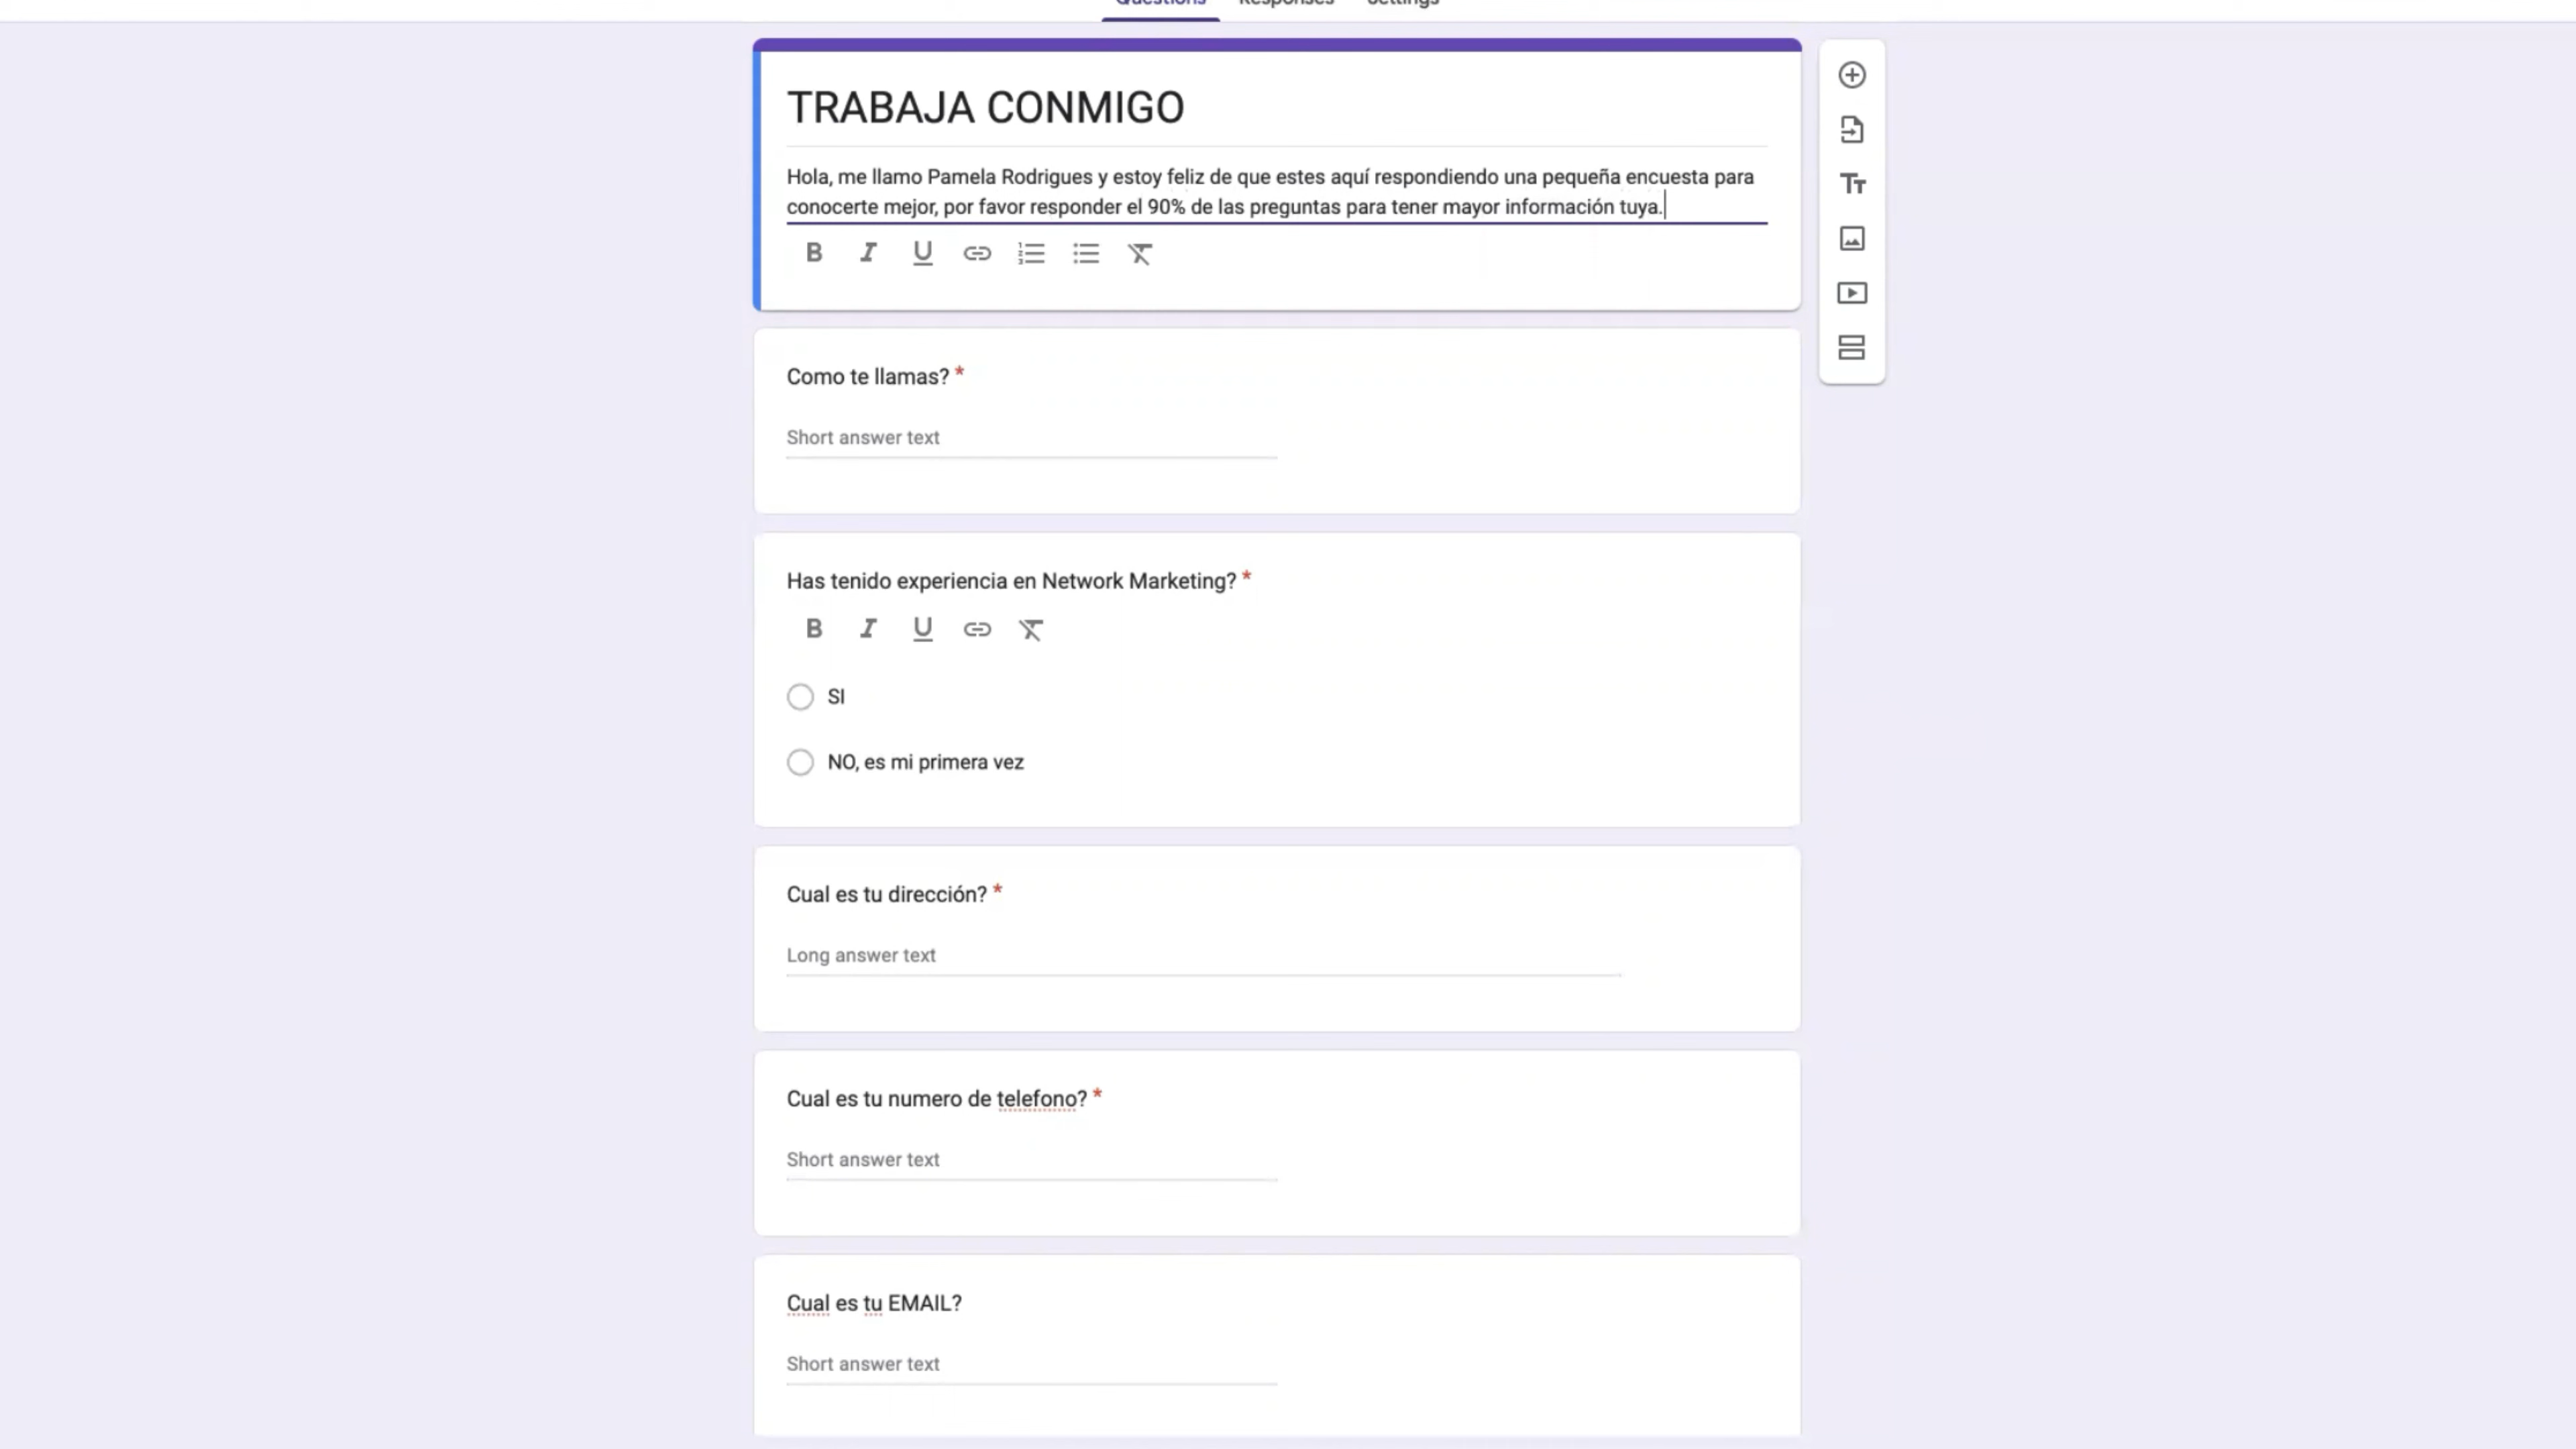 Questions Responses Settings
TRABAJA CONMIGO
Hola, me llamo Pamela Rodrigues y estoy feliz de que estes aquí respondiendo una pequeña encuesta para
conocerte mejor, por favor responder el 90% de las preguntas para tener mayor información tuya.
B I U
Como te llamas? *
Short answer text
Has tenido experiencia en Network Marketing? *
B I U
SI
NO, es mi primera vez
Cual es tu dirección? *
Long answer text
Cual es tu numero de telefono? *
Short answer text
Cual es tu EMAIL?
Short answer text